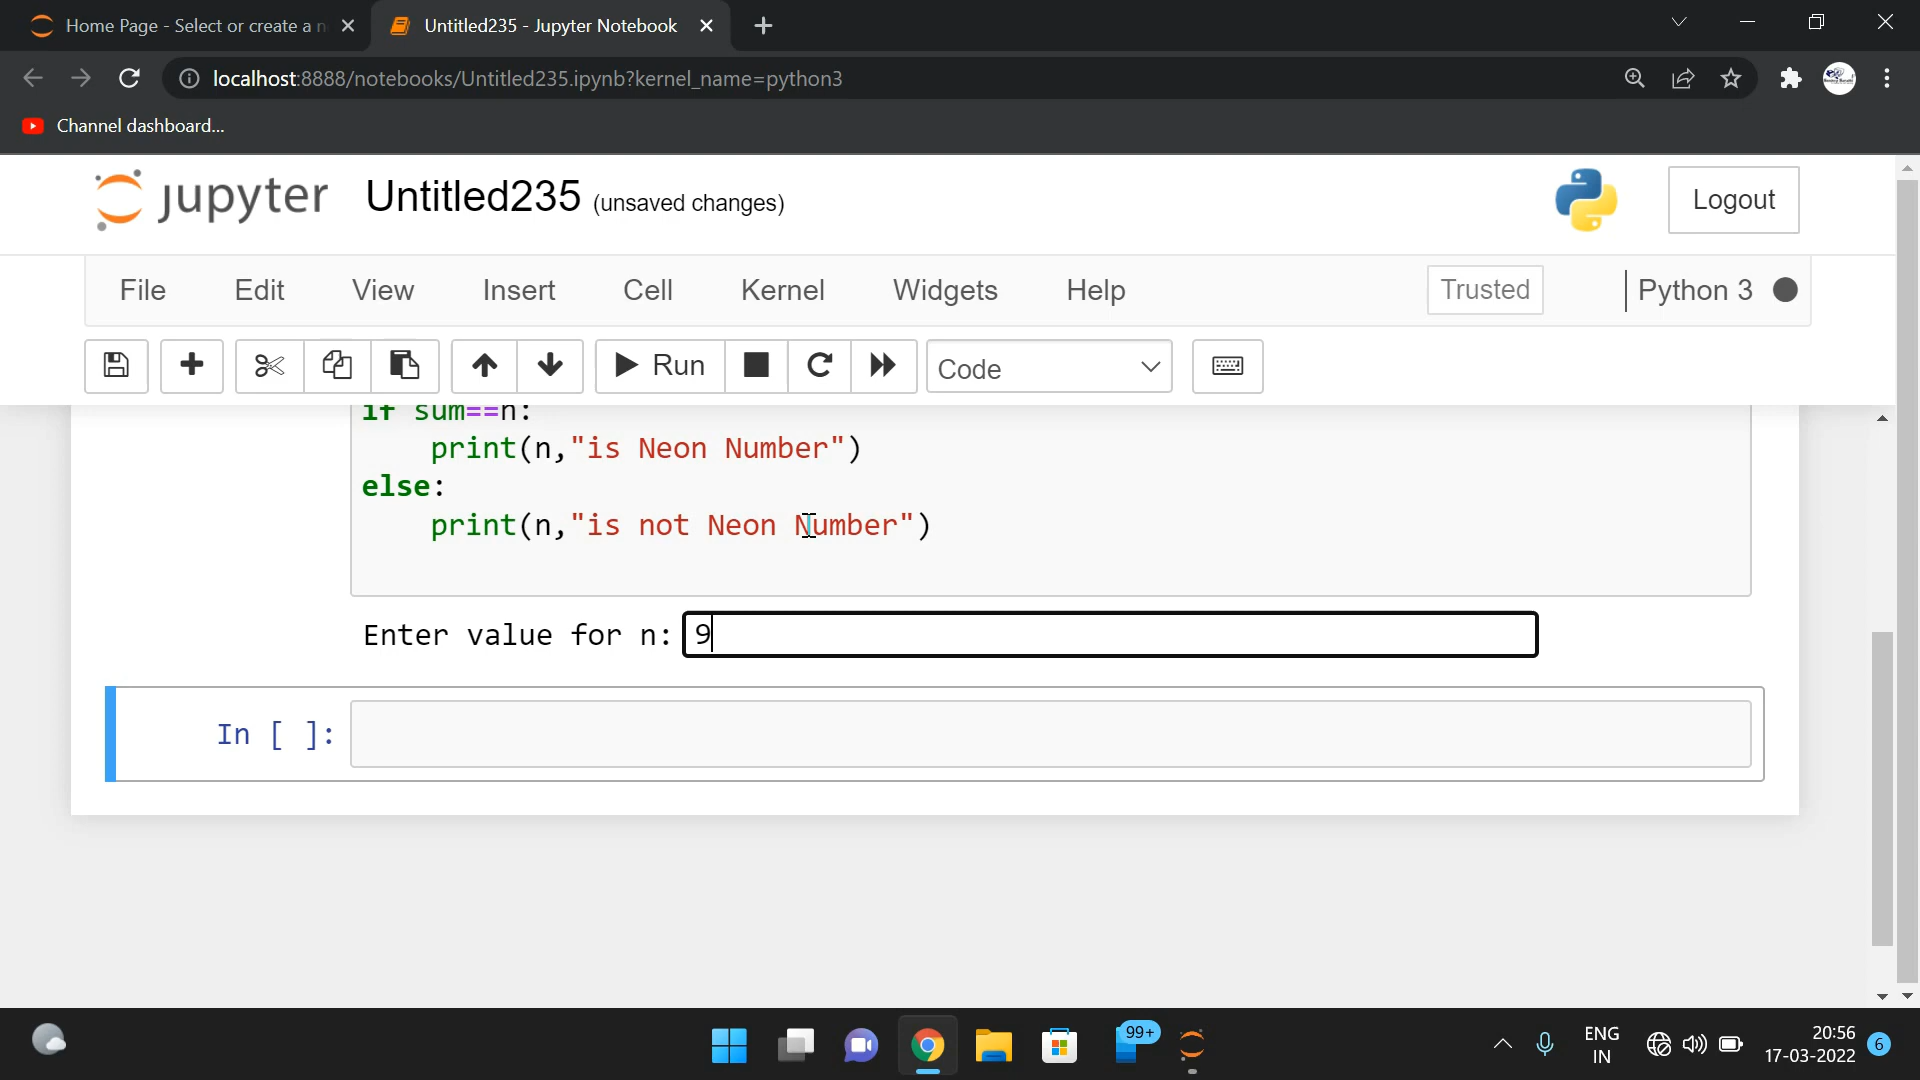 Home Page - Select or create a n
Untitled235 - Jupyter Notebook
localhost:8888/notebooks/Untitled235.ipynb?kernel_name=python3
Channel dashboard...
jupyter Untitled235 (unsaved changes)
Logout
File Edit View Insert Cell Kernel Widgets Help Trusted Python 3
Run Code
if sum==n:
print(n,"is Neon Number")
else:
print(n,"is not Neon Number")
Enter value for n: 9
In [ ]:
99+
ENG
IN
20:56
17-03-2022
6